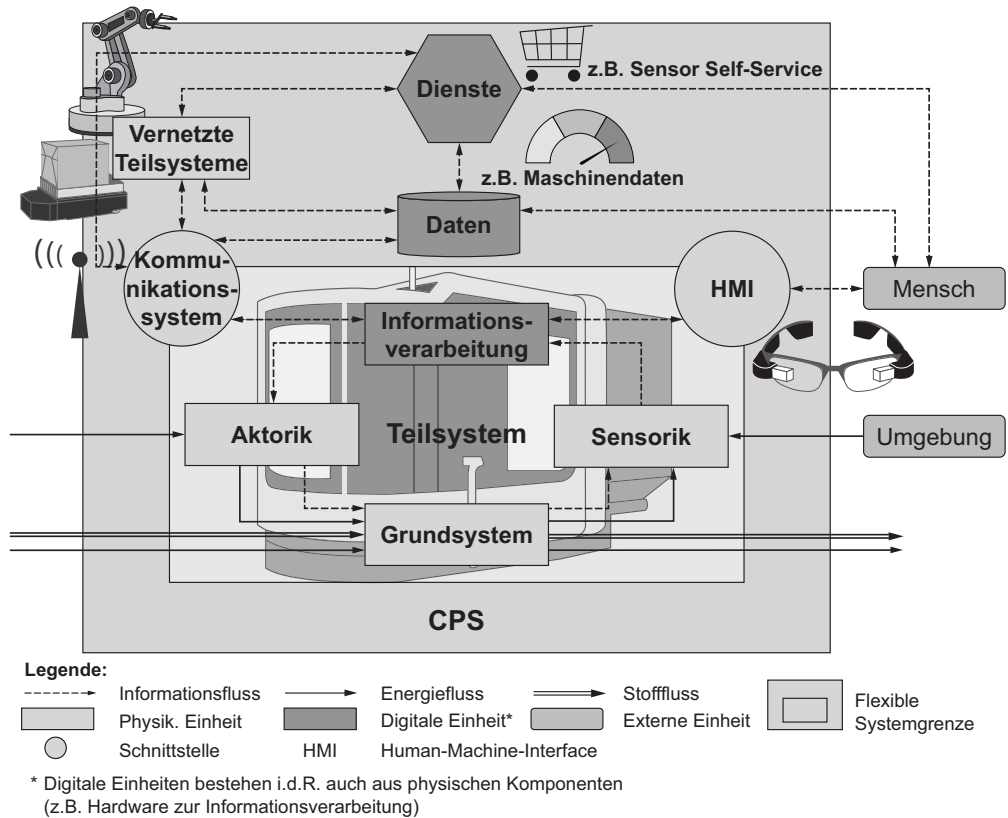 Dienste
z.B. Sensor Self-Service
Vernetzte
Teilsysteme
z.B. Maschinendaten
Daten
Kommu-
nikations-
system
HMI
Mensch
Informations-
verarbeitung
Aktorik
Teilsystem
Sensorik
Umgebung
Grundsystem
CPS
Legende:
Informationsfluss
Energiefluss
Stofffluss
Flexible
Systemgrenze
Physik. Einheit
Digitale Einheit*
Externe Einheit
Schnittstelle
HMI Human-Machine-Interface
* Digitale Einheiten bestehen i.d.R. auch aus physischen Komponenten
(z.B. Hardware zur Informationsverarbeitung)